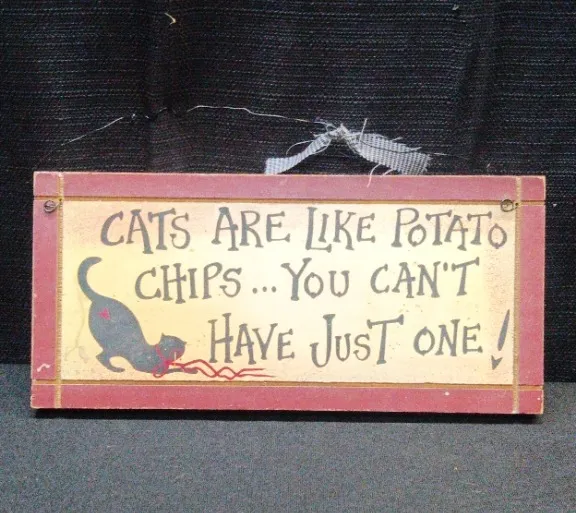 CATS ARE LIKE POTATO
CHIPS...YOU CAN'T
HAVE JUST ONE!